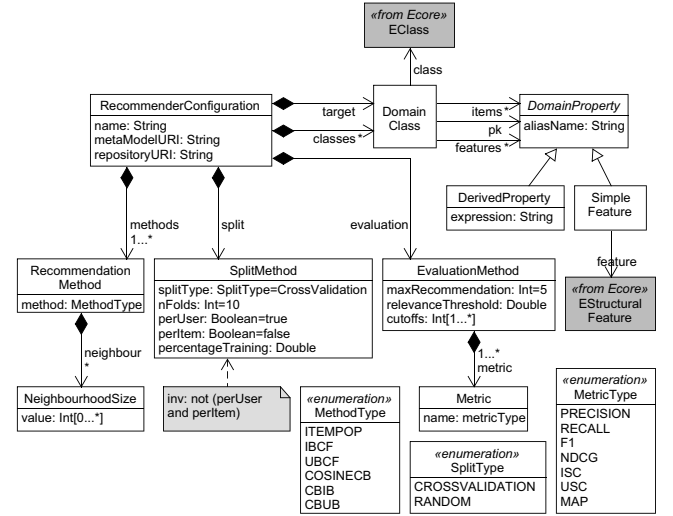 «from Ecore»
EClass
class
RecommenderConfiguration
name: String
metaModelURI: String
repositoryURI: String
target
classes*
Domain
Class
items*
pk
features*
DomainProperty
aliasName: String
DerivedProperty
expression: String
Simple
Feature
feature
«from Ecore»
EStructural
Feature
methods
1...*
split
evaluation
Recommendation
Method
method: MethodType
SplitMethod
splitType: SplitType=CrossValidation
nFolds: Int=10
perUser: Boolean=true
perItem: Boolean=false
percentageTraining: Double
EvaluationMethod
maxRecommendation: Int=5
relevanceThreshold: Double
cutoffs: Int[1...*]
neighbour
*
1...*
metric
NeighbourhoodSize
value: Int[0...*]
inv: not (perUser
and perItem)
«enumeration»
MethodType
ITEMPOP
IBCF
UBCF
COSINECB
CBIB
CBUB
Metric
name: metricType
«enumeration»
SplitType
CROSSVALIDATION
RANDOM
«enumeration»
MetricType
PRECISION
RECALL
F1
NDCG
ISC
USC
MAP